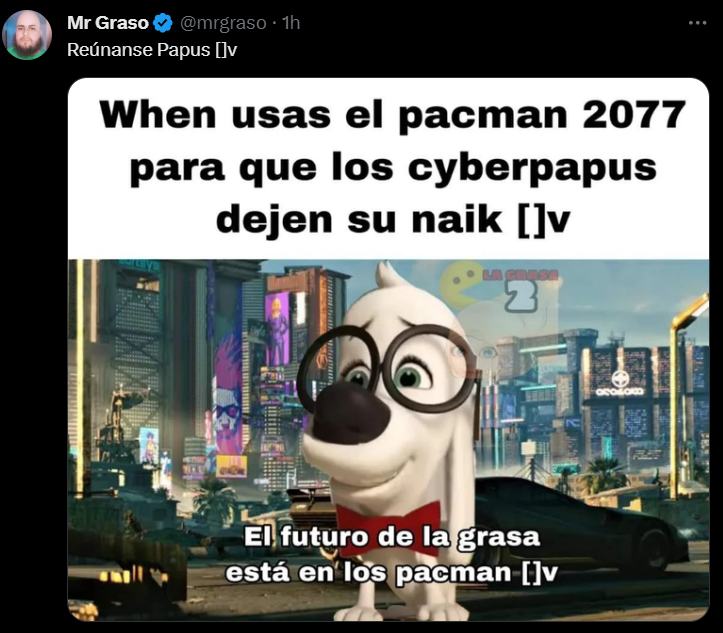 Mr Graso @mrgraso · 1h
Reúnanse Papus []v
When usas el pacman 2077
para que los cyberpapus
dejen su naik []v
LA GRASA
2
El futuro de la grasa
está en los pacman []v